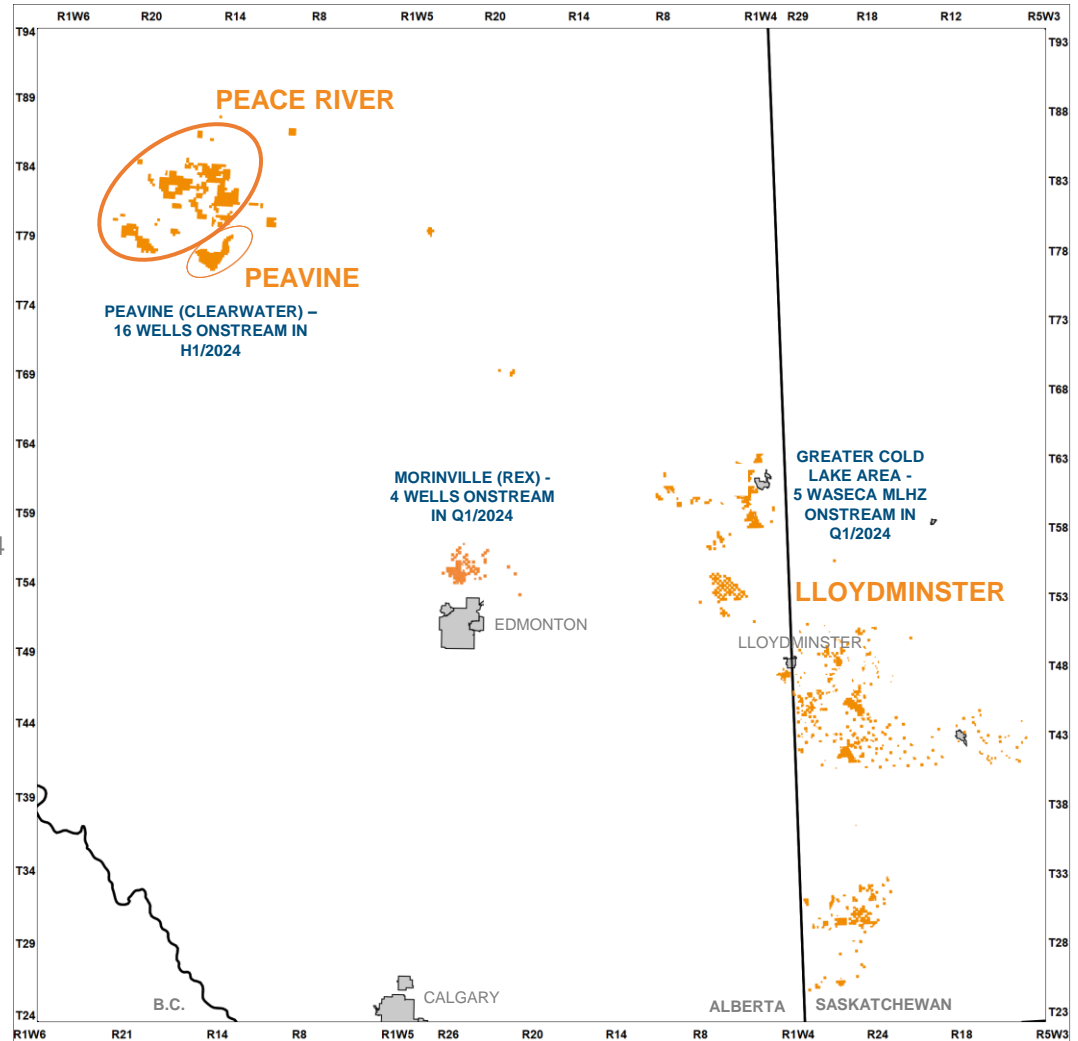 R1W6 R20 R14 R8 R1W5 R20 R14 R8 R1W4 R29 R18 R12 R5W3
T94 T93
T89 T88
PEACE RIVER
T84 T83
T79 T78
PEAVINE
PEAVINE (CLEARWATER) –
16 WELLS ONSTREAM IN
H1/2024
T74 T73
T69 T68
T64 T63
MORINVILLE (REX) -
4 WELLS ONSTREAM
IN Q1/2024
GREATER COLD
LAKE AREA -
5 WASECA MLHZ
ONSTREAM IN
Q1/2024
T59 T58
4
T54 T53
LLOYDMINSTER
EDMONTON
LLOYDMINSTER
T49 T48
T44 T43
T39 T38
T34 T33
T29 T28
CALGARY
B.C. ALBERTA SASKATCHEWAN
T24 T23
R1W6 R21 R14 R8 R1W5 R26 R20 R14 R8 R1W4 R24 R18 R5W3